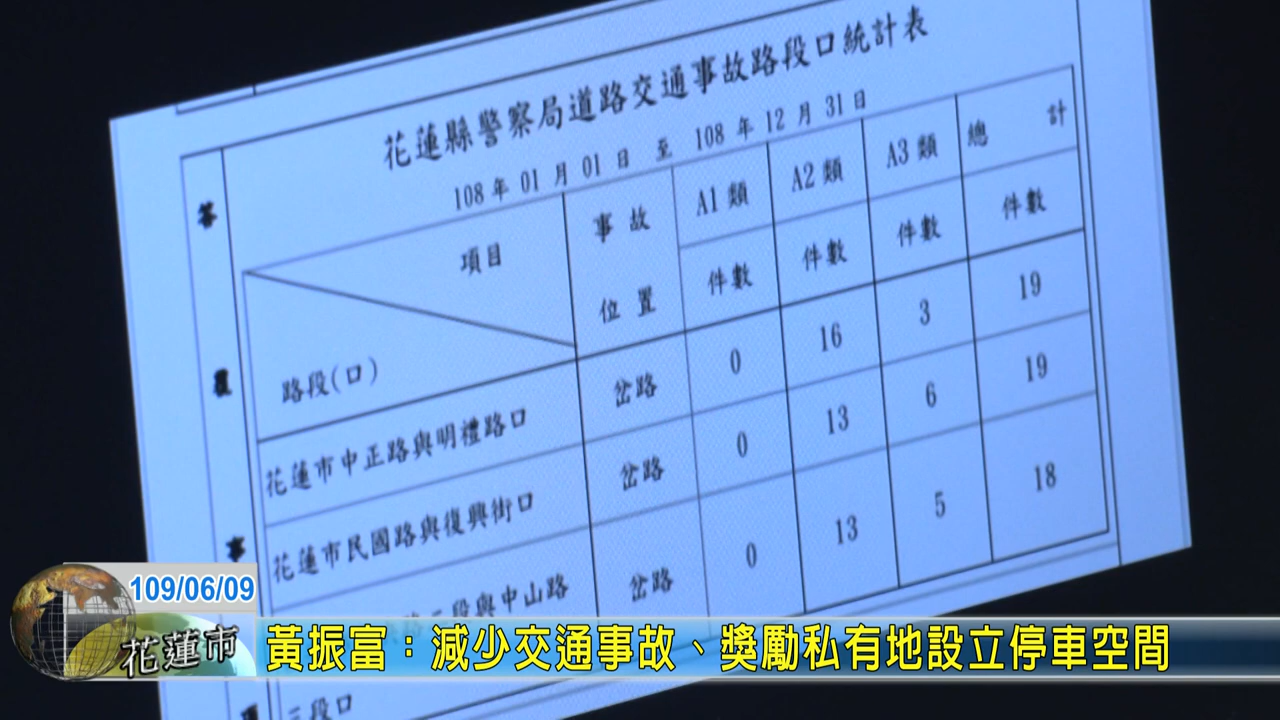 花蓮縣警察局道路交通事故路段口統計表
108 年 01 月 01 日 至 108 年 12 月 31 日
項目
路段(口)
事故
位置
A1 類
A2 類
A3 類
總計
件數
件數
件數
件數
花蓮市中正路與明禮路口 岔路 0 16 3 19
花蓮市民國路與復興街口 岔路 0 13 6 19
二段與中山路 岔路 0 13 5 18
三段口
答
覆
事
項
109/06/09
花蓮市
黃振富：減少交通事故、獎勵私有地設立停車空間